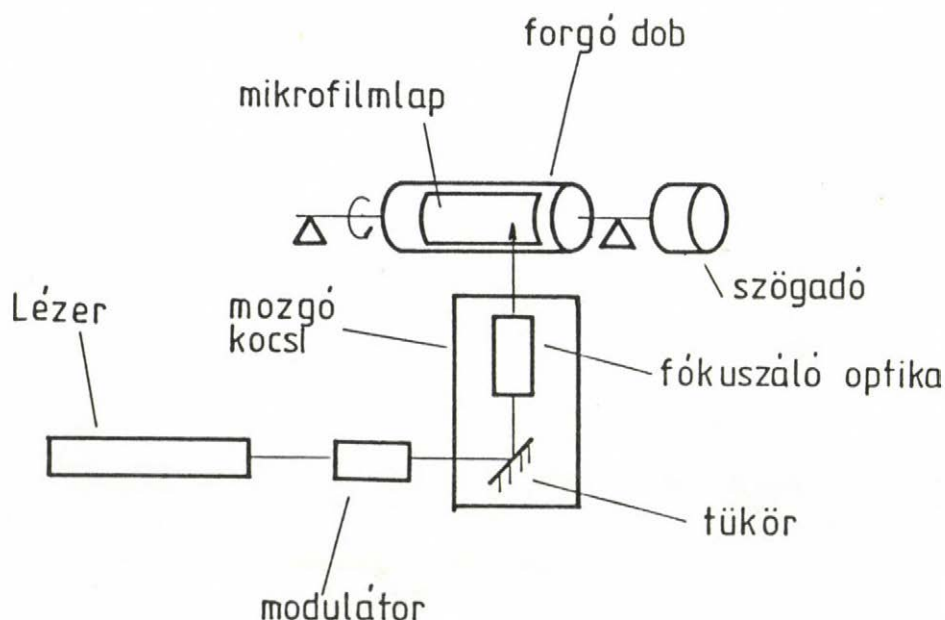 forgó dob
mikrofilmlap
szögadó
mozgó
kocsi
Lézer
fókuszáló optika
tükör
modulátor